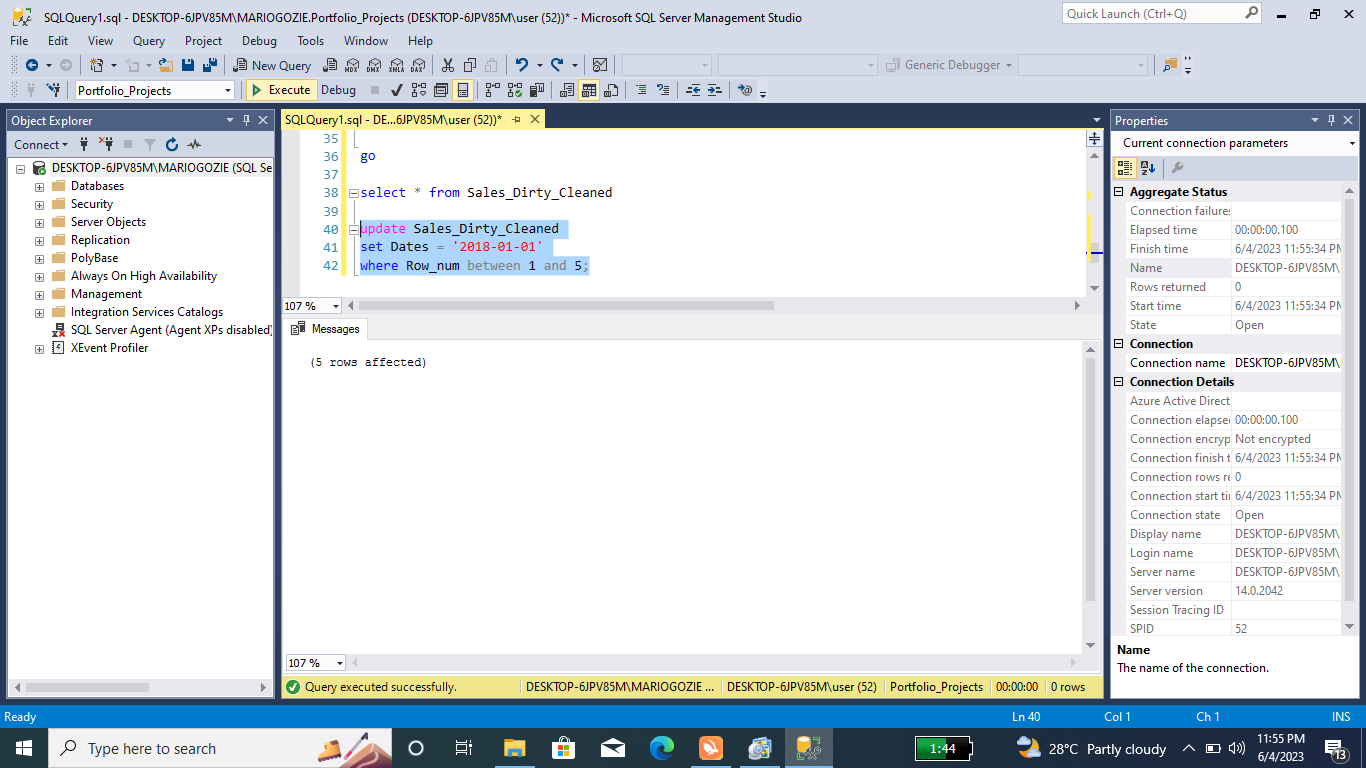 SQLQuery1.sql - DESKTOP-6JPV85M\MARIOGOZIE.Portfolio_Projects (DESKTOP-6JPV85M\user (52))* - Microsoft SQL Server Management Studio
Quick Launch (Ctrl+Q)
File Edit View Query Project Debug Tools Window Help
New Query MDX DMX XMLA DAX Generic Debugger
Portfolio_Projects Execute Debug
Object Explorer
Connect
DESKTOP-6JPV85M\MARIOGOZIE (SQL Se
Databases
Security
Server Objects
Replication
PolyBase
Always On High Availability
Management
Integration Services Catalogs
SQL Server Agent (Agent XPs disabled)
XEvent Profiler
SQLQuery1.sql - DE...6JPV85M\user (52))*
35
36 go
37
38 select * from Sales_Dirty_Cleaned
39
40 update Sales_Dirty_Cleaned
41 set Dates = '2018-01-01'
42 where Row_num between 1 and 5;
107 %
Messages
(5 rows affected)
107 %
Query executed successfully. DESKTOP-6JPV85M\MARIOGOZIE ... DESKTOP-6JPV85M\user (52) Portfolio_Projects 00:00:00 0 rows
Properties
Current connection parameters
Aggregate Status
Connection failures
Elapsed time 00:00:00.100
Finish time 6/4/2023 11:55:34 PM
Name DESKTOP-6JPV85M\
Rows returned 0
Start time 6/4/2023 11:55:34 PM
State Open
Connection
Connection name DESKTOP-6JPV85M\
Connection Details
Azure Active Direct
Connection elapse 00:00:00.100
Connection encryp Not encrypted
Connection finish t 6/4/2023 11:55:34 PM
Connection rows re 0
Connection start tir 6/4/2023 11:55:34 PM
Connection state Open
Display name DESKTOP-6JPV85M\
Login name DESKTOP-6JPV85M\
Server name DESKTOP-6JPV85M\
Server version 14.0.2042
Session Tracing ID
SPID 52
Name
The name of the connection.
Ready Ln 40 Col 1 Ch 1 INS
Type here to search
1:44
28°C Partly cloudy
11:55 PM
6/4/2023
13